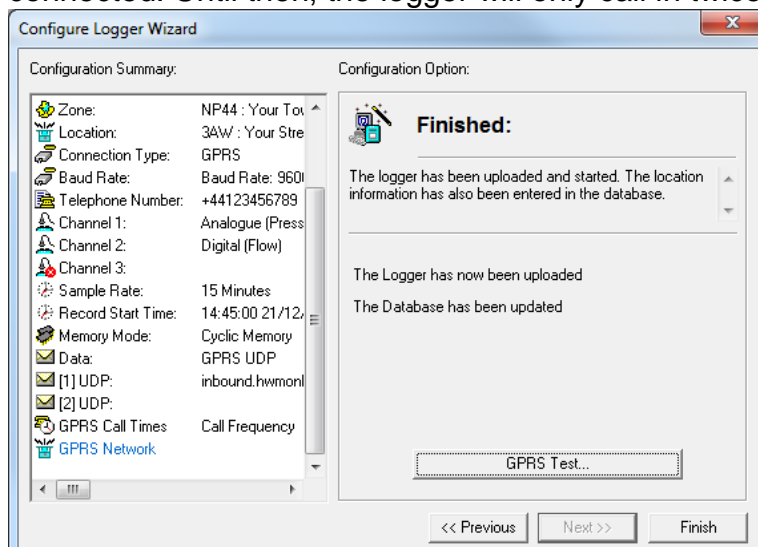 Configure Logger Wizard
Configuration Summary:
Configuration Option:
Zone: NP44 : Your Tov
Location: 3AW : Your Stre
Connection Type: GPRS
Baud Rate: Baud Rate: 960
Telephone Number: +44123456789
Channel 1: Analogue (Press
Channel 2: Digital (Flow)
Channel 3:
Sample Rate: 15 Minutes
Record Start Time: 14:45:00 21/12/
Memory Mode: Cyclic Memory
Data: GPRS UDP
[1] UDP: inbound.hwmonl
[2] UDP:
GPRS Call Times Call Frequency
GPRS Network
Finished:
The logger has been uploaded and started. The location
information has also been entered in the database.
The Logger has now been uploaded
The Database has been updated
GPRS Test...
<< Previous
Next >>
Finish